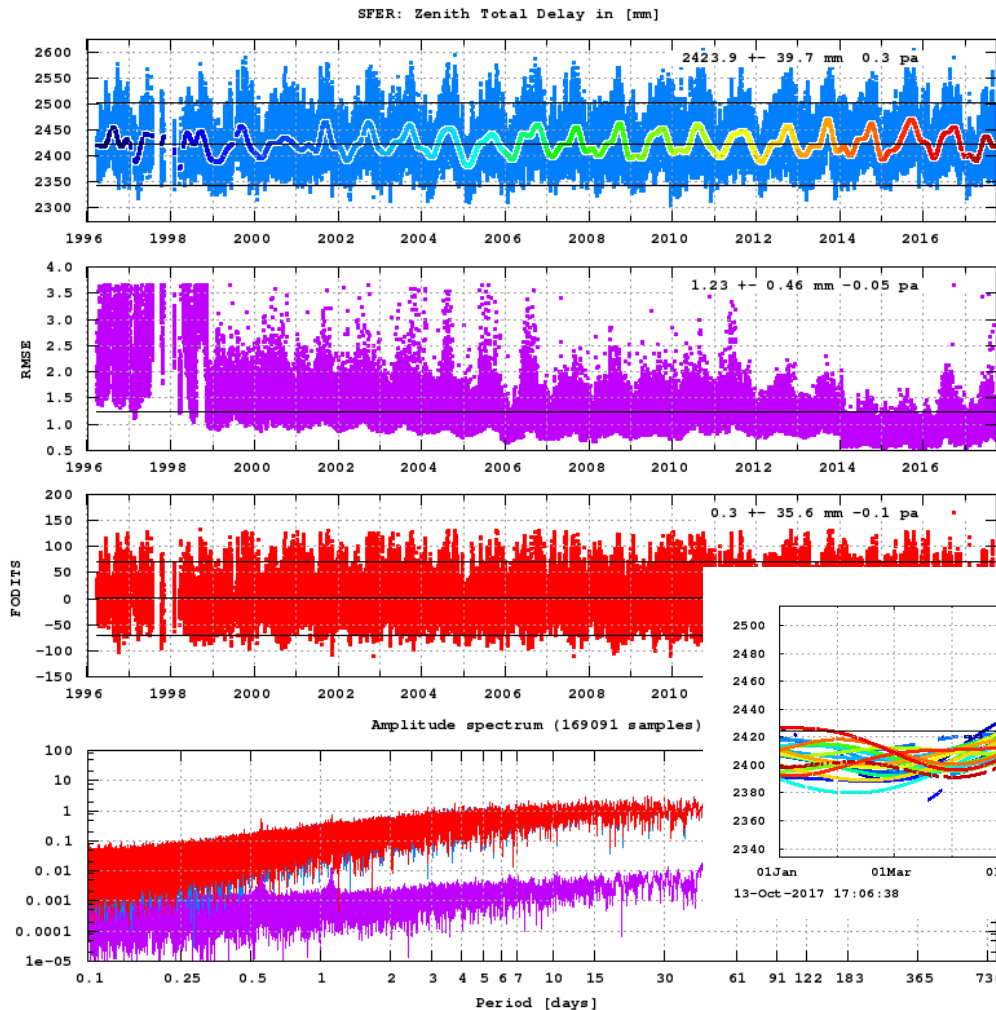 SFER: Zenith Total Delay in [mm]
2423.9 +- 39.7 mm  0.3 pa
2600
2550
2500
2450
2400
2350
2300
1996 1998 2000 2002 2004 2006 2008 2010 2012 2014 2016
1.23 +- 0.46 mm -0.05 pa
RMSE
4.0
3.5
3.0
2.5
2.0
1.5
1.0
0.5
1996 1998 2000 2002 2004 2006 2008 2010 2012 2014 2016
0.3 +- 35.6 mm -0.1 pa
FODITS
200
150
100
50
0
-50
-100
-150
1996 1998 2000 2002 2004 2006 2008 2010
2500
2480
2460
2440
2420
2400
2380
2360
2340
01Jan 01Mar 0
13-Oct-2017 17:06:38
Amplitude spectrum (169091 samples)
100
10
1
0.1
0.01
0.001
0.0001
1e-05
0.1 0.25 0.5 1 2 3 4 5 6 7 10 15 30 61 91 122 183 365 73
Period [days]